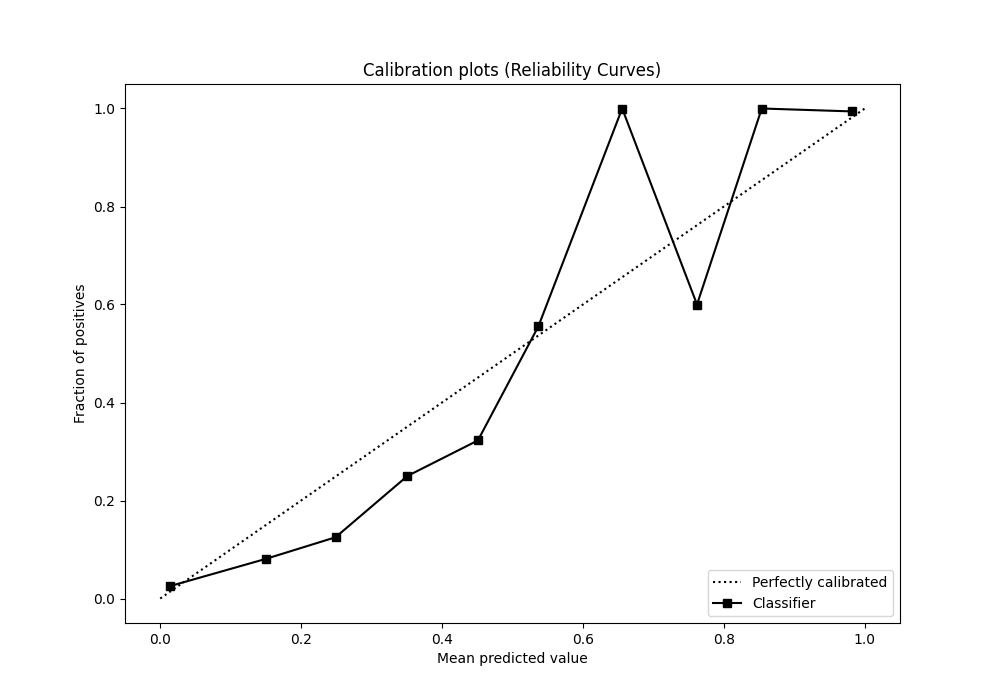 Calibration plots (Reliability Curves)
1.0
0.8
0.6
0.4
0.2
0.0
Fraction of positives
0.0 0.2 0.4 0.6 0.8 1.0
Mean predicted value
Perfectly calibrated
Classifier